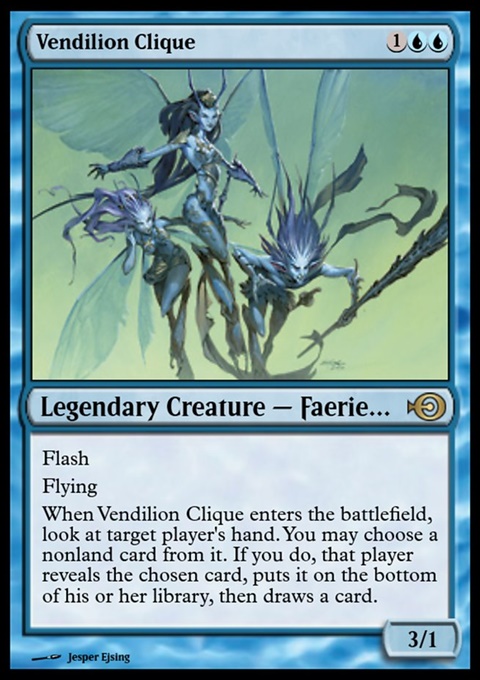 Vendilion Clique 1
Legendary Creature — Faerie...
Flash
Flying
When Vendilion Clique enters the battlefield,
look at target player's hand. You may choose a
nonland card from it. If you do, that player
reveals the chosen card, puts it on the bottom
of his or her library, then draws a card.
3/1
Jesper Ejsing